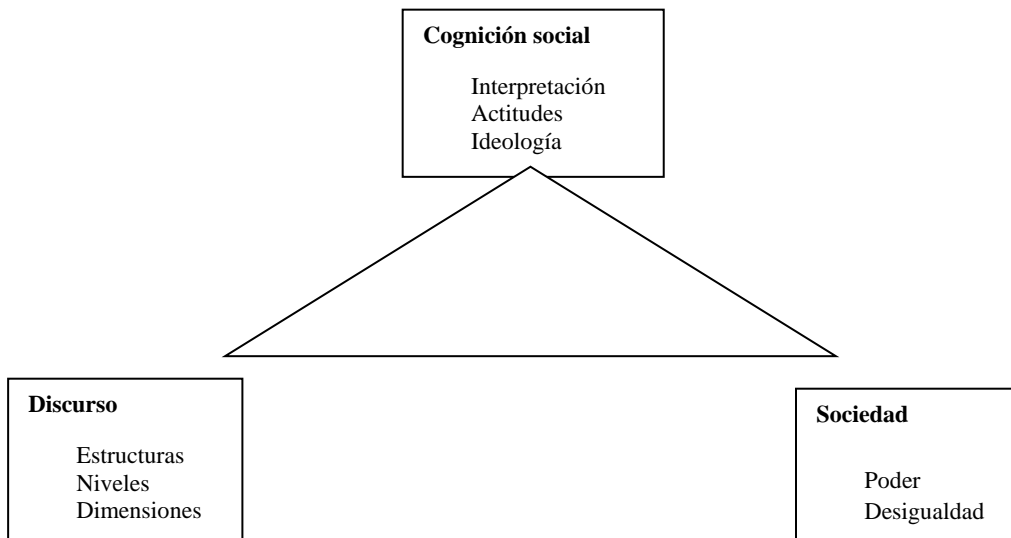 Cognición social
Interpretación
Actitudes
Ideología
Discurso
Estructuras
Niveles
Dimensiones
Sociedad
Poder
Desigualdad